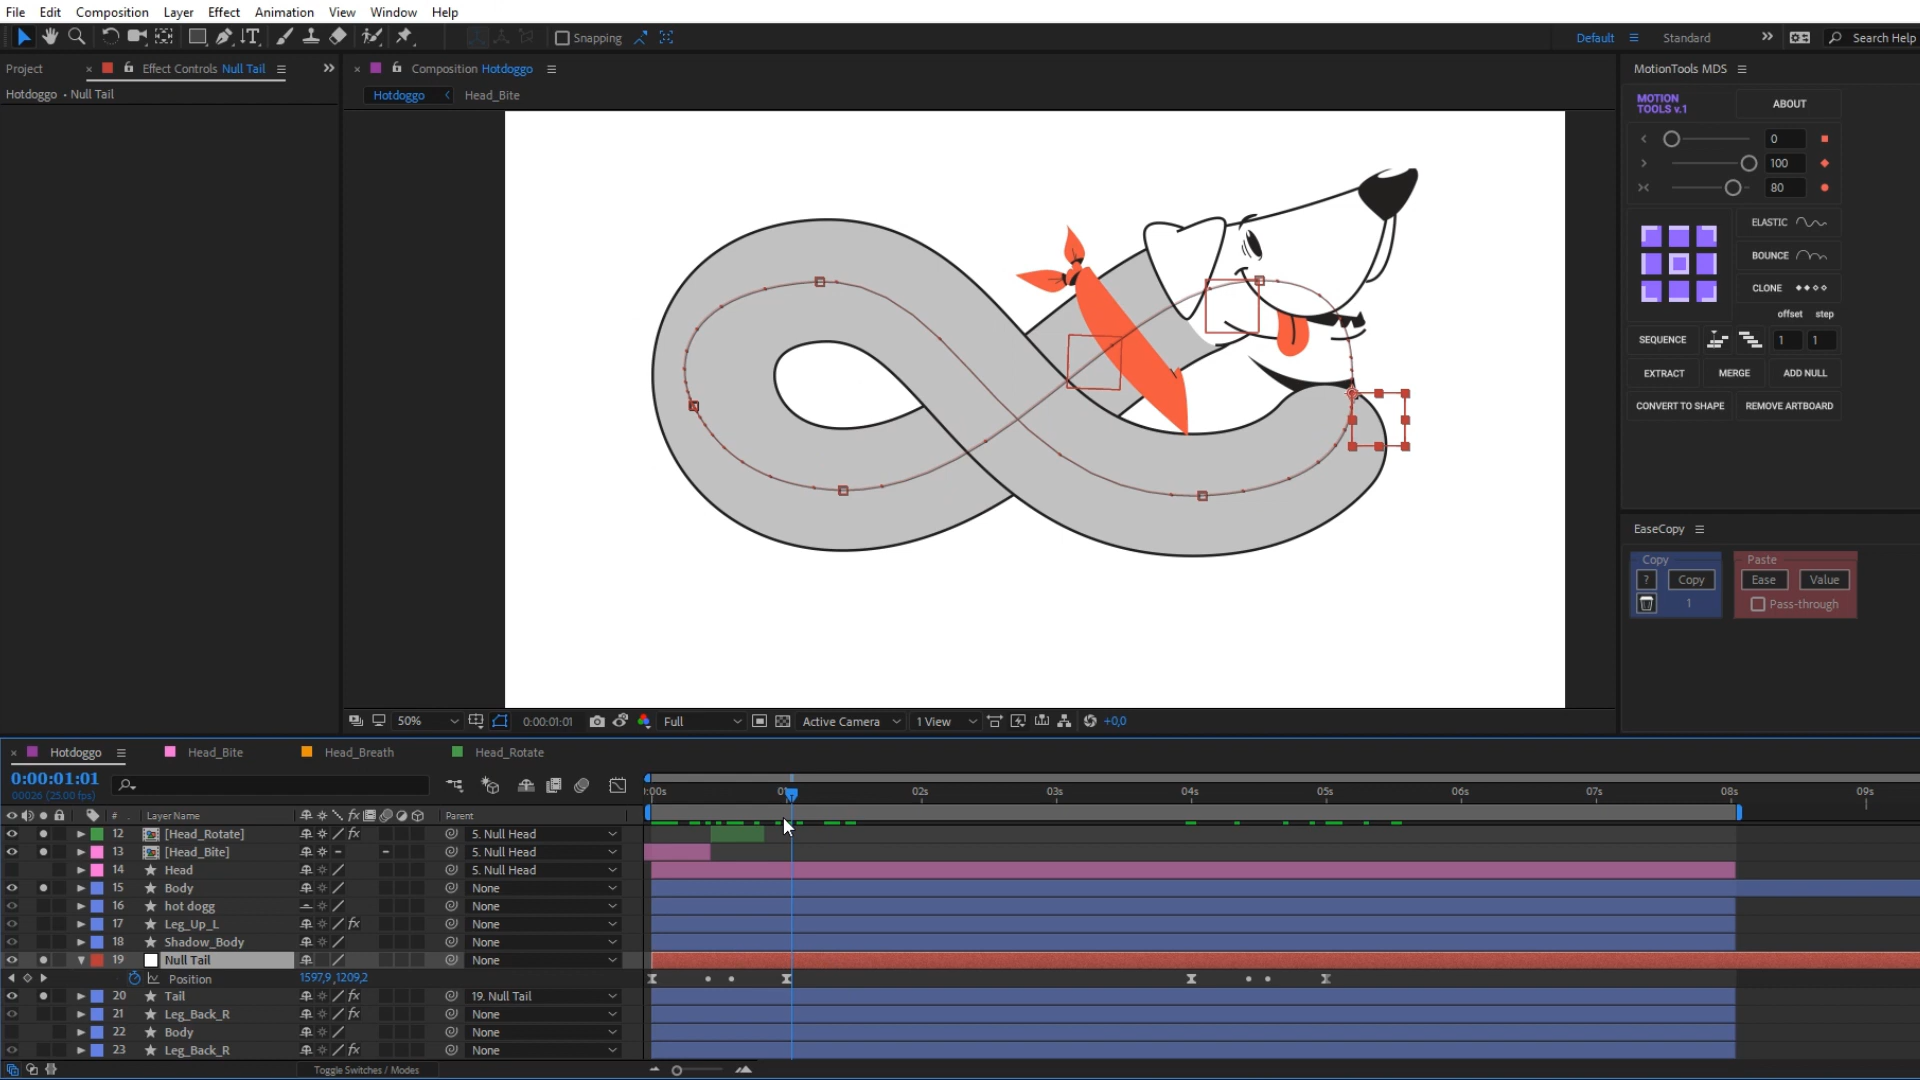 File Edit Composition Layer Effect Animation View Window Help
Snapping Default Standard Search Help
Project Effect Controls Null Tail
Composition Hotdoggo
MotionTools MDS
Hotdoggo • Null Tail
Hotdoggo Head_Bite
MOTION
TOOLS v.1
ABOUT
0
100
80
ELASTIC
BOUNCE
CLONE
offset step
SEQUENCE 1 1
EXTRACT MERGE ADD NULL
CONVERT TO SHAPE REMOVE ARTBOARD
EaseCopy
Copy Paste
? Copy Ease Value
1 Pass-through
50% 0:00:01:01 Full Active Camera 1 View +0,0
Hotdoggo Head_Bite Head_Breath Head_Rotate
0:00:01:01
00026 (25.00 fps)
:00s 02s 03s 04s 05s 06s 07s 08s 09s
# Layer Name fx Parent
12 [Head_Rotate] fx 5. Null Head
13 [Head_Bite] 5. Null Head
14 Head 5. Null Head
15 Body None
16 hot dogg None
17 Leg_Up_L fx None
18 Shadow_Body None
19 Null Tail None
Position 1597,9,1209,2
20 Tail fx 19. Null Tail
21 Leg_Back_R fx None
22 Body None
23 Leg_Back_R fx None
Toggle Switches / Modes